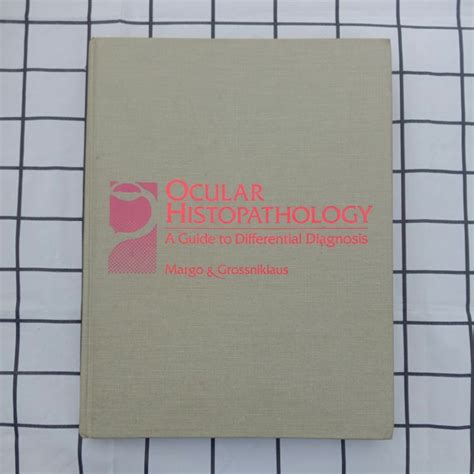 OCULAR
HISTOPATHOLOGY
A Guide to Differential Diagnosis
Margo & Grossniklaus